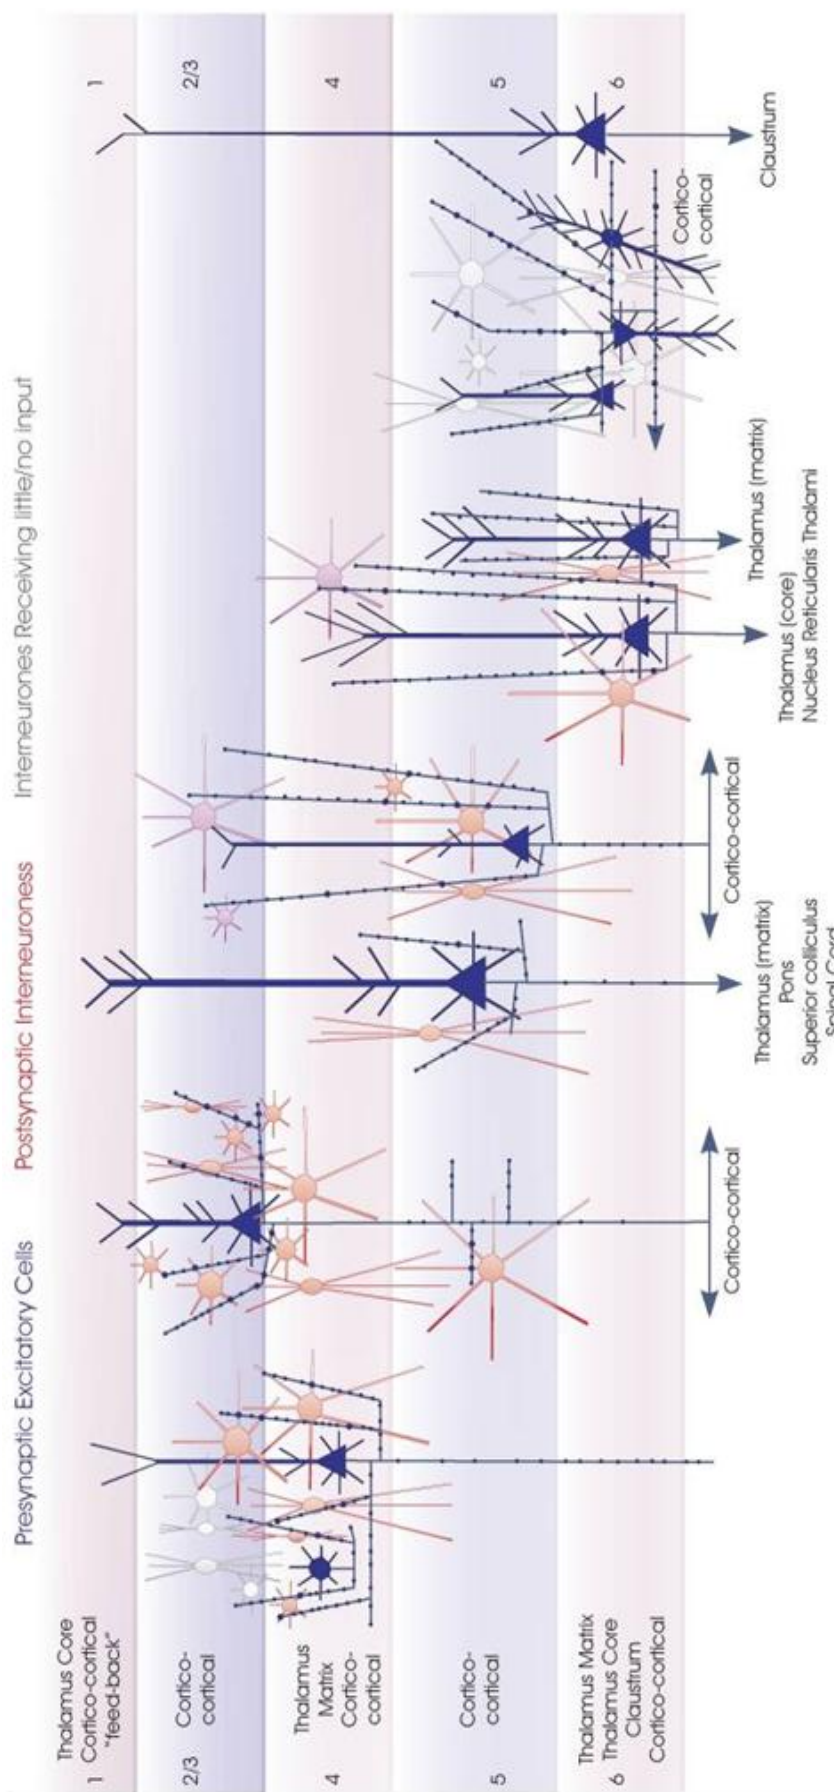 Presynaptic Excitatory Cells
Postsynaptic Interneuroness
Interneurones Receiving little/no input
1
Thalamus Core
Cortico-cortical
"feed-back"
1
2/3
Cortico-
cortical
2/3
4
Thalamus
Matrix
Cortico-
cortical
4
5
Cortico-
cortical
5
6
Thalamus Matrix
Thalamus Core
Claustrum
Cortico-cortical
6
Cortico-cortical
Thalamus (matrix)
Pons
Superior colliculus
Spinal Cord
Cortico-cortical
Thalamus (core)
Nucleus Reticularis Thalami
Thalamus (matrix)
Cortico-
cortical
Claustrum